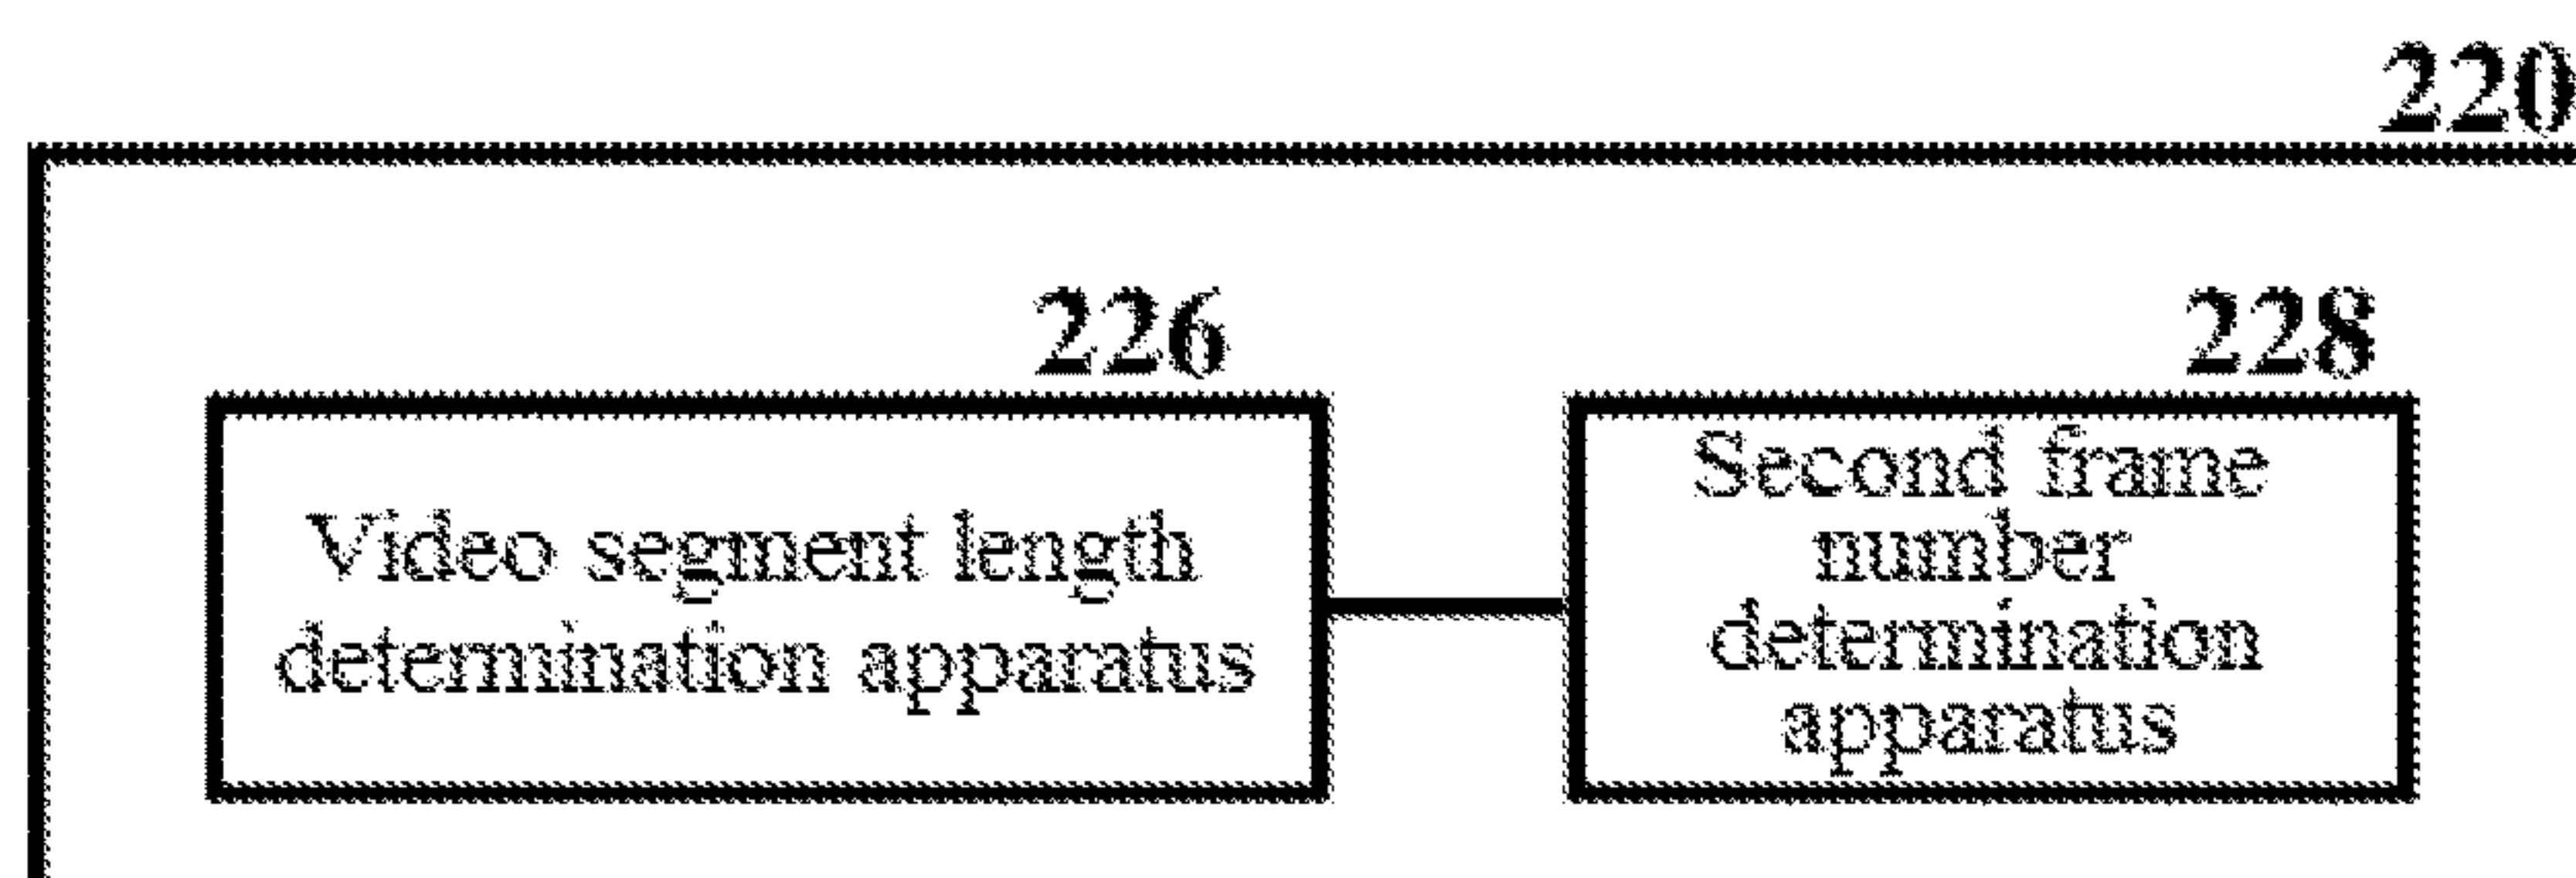 220
226
228
Video segment length
determination apparatus
Second frame
number
determination
apparatus